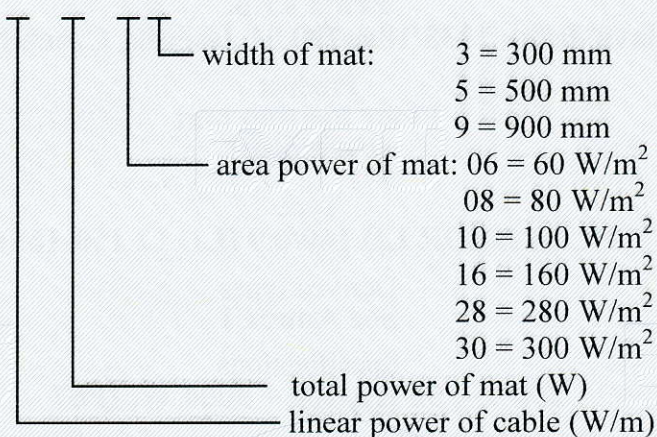 width of mat: 3 = 300 mm
5 = 500 mm
9 = 900 mm
area power of mat: 06 = 60 W/m²
08 = 80 W/m²
10 = 100 W/m²
16 = 160 W/m²
28 = 280 W/m²
30 = 300 W/m²
total power of mat (W)
linear power of cable (W/m)